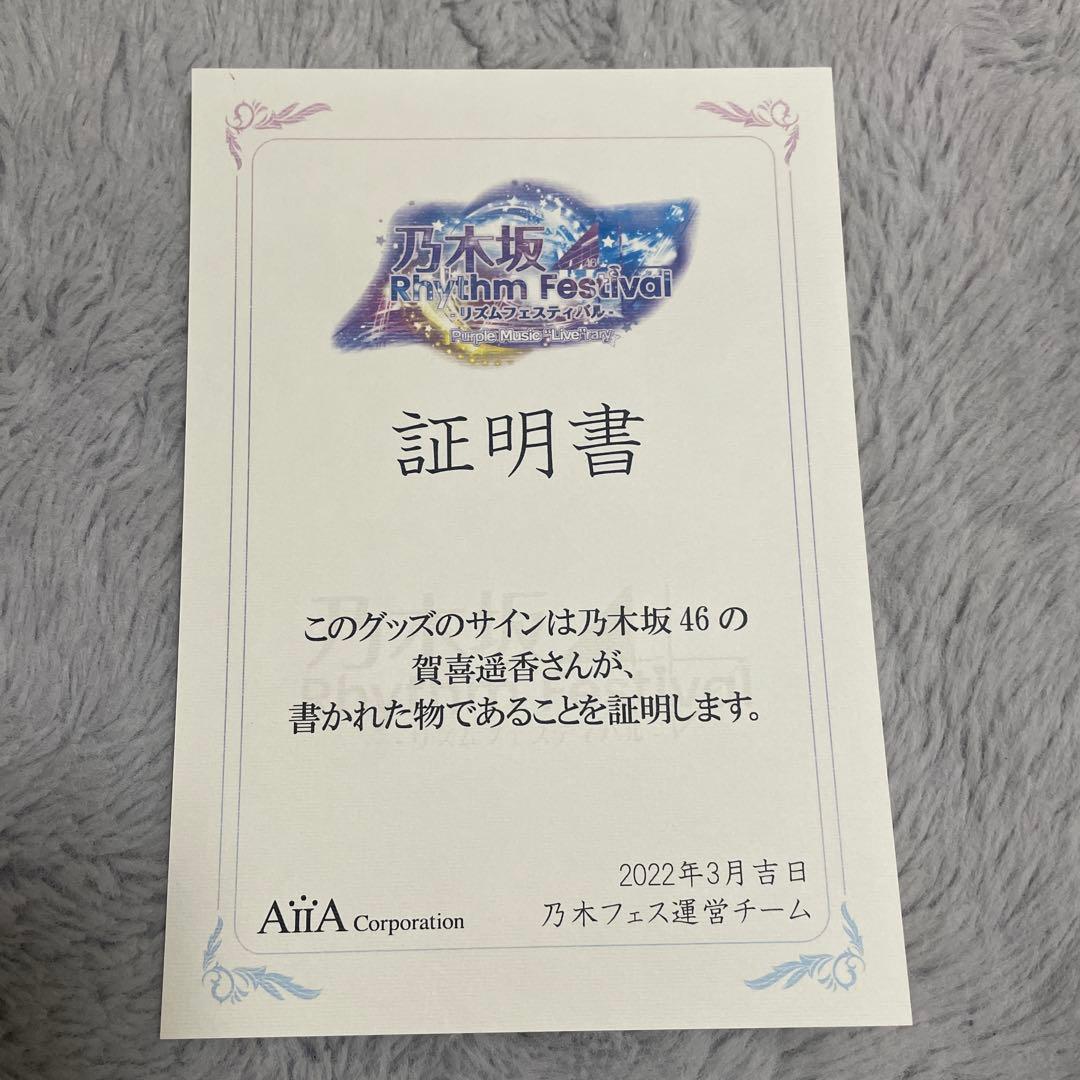 乃木坂46
Rhythm Festival
-リズムフェスティバル-
Purple Music "Live"rary
証明書
このグッズのサインは乃木坂46の
賀喜遥香さんが、
書かれた物であることを証明します。
2022年3月吉日
AiiA Corporation
乃木フェス運営チーム